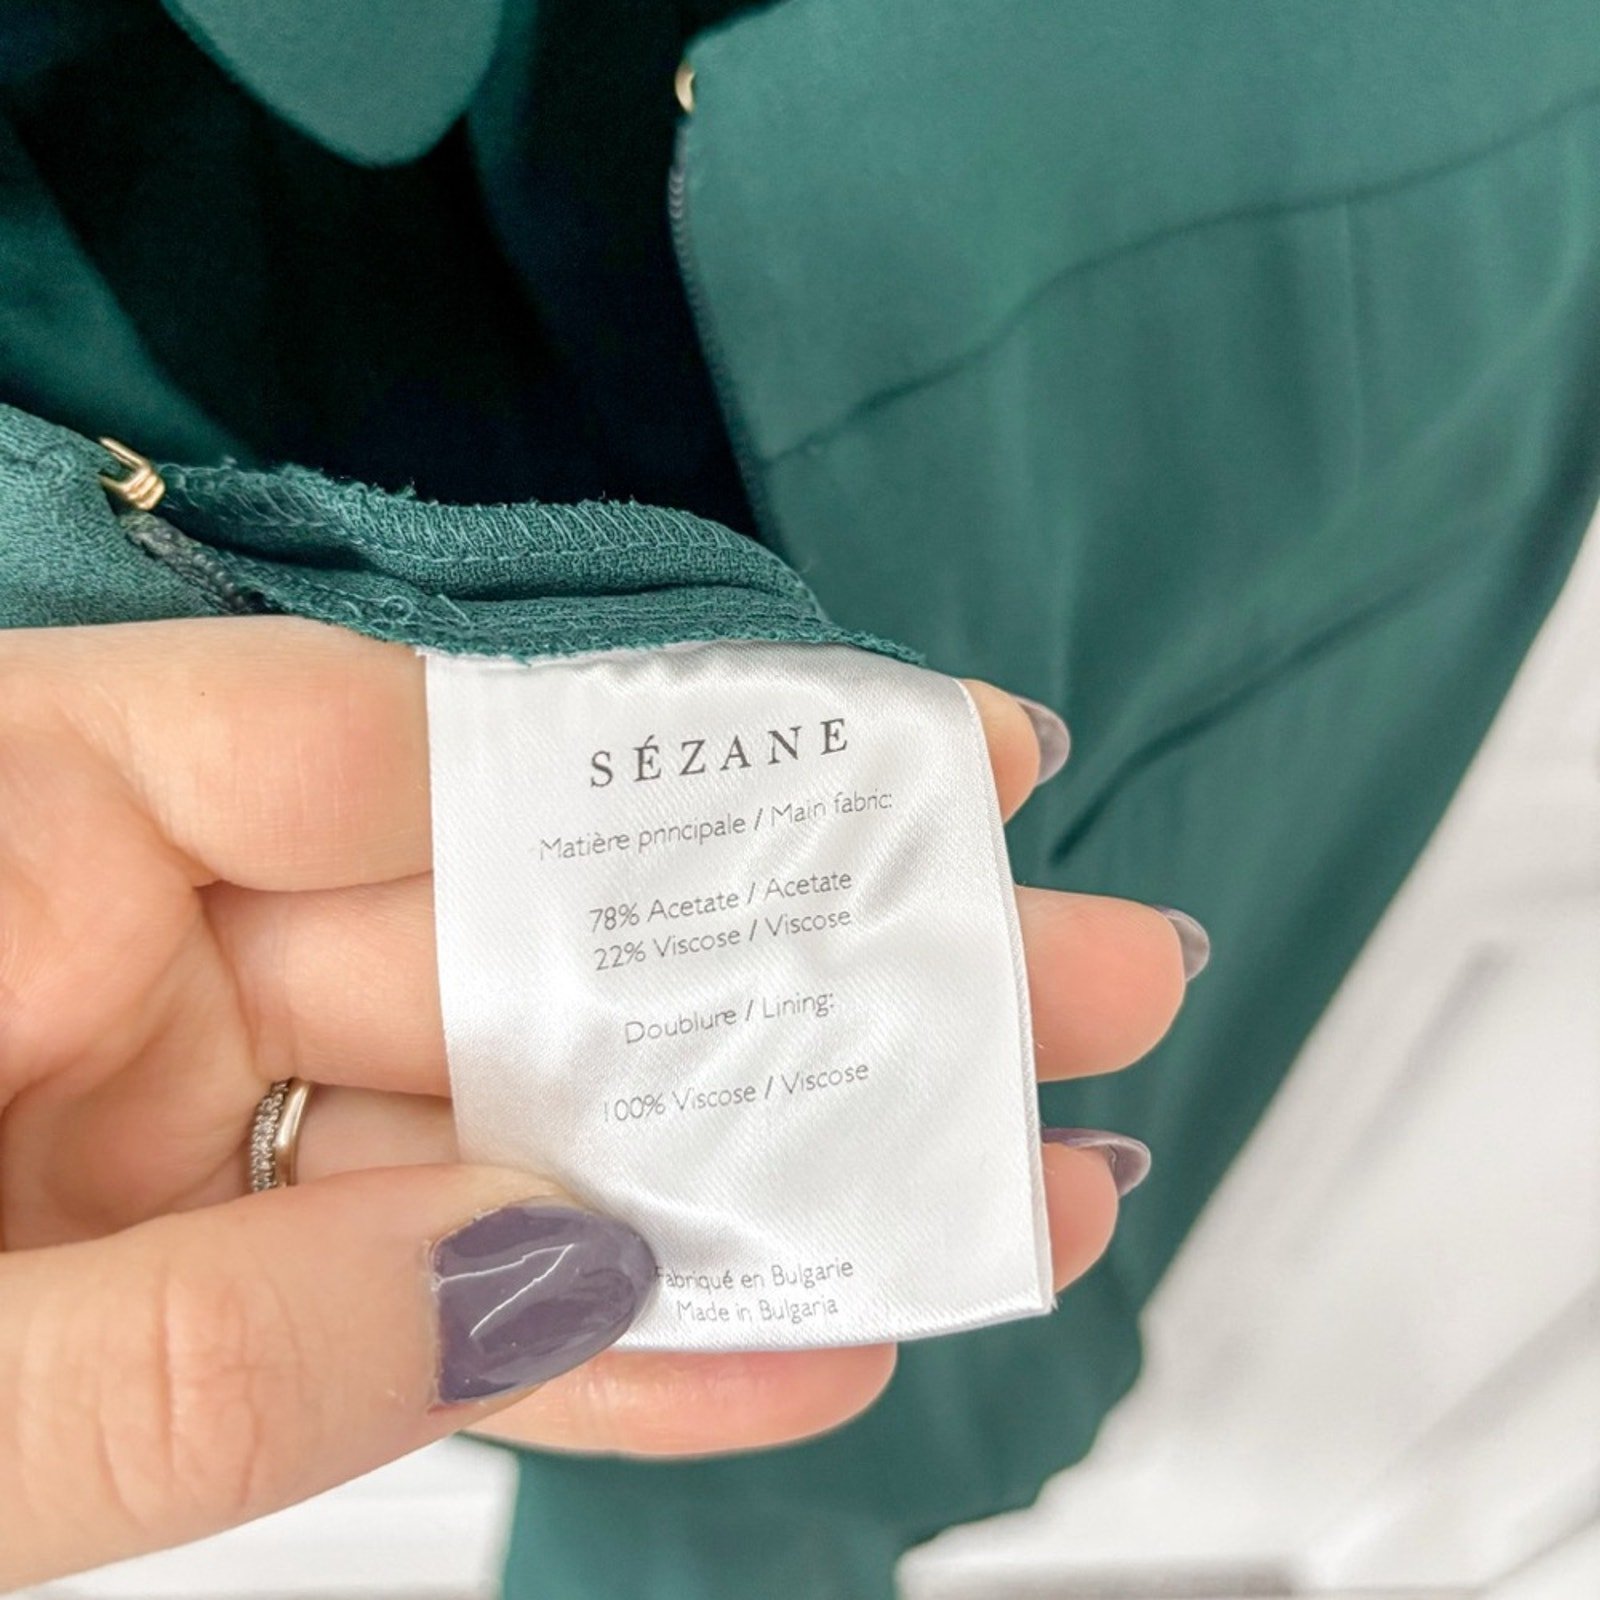 SÉZANE
Matière principale / Main fabric:
78% Acetate / Acetate
22% Viscose / Viscose
Doublure / Lining:
100% Viscose / Viscose
Fabriqué en Bulgarie
Made in Bulgaria